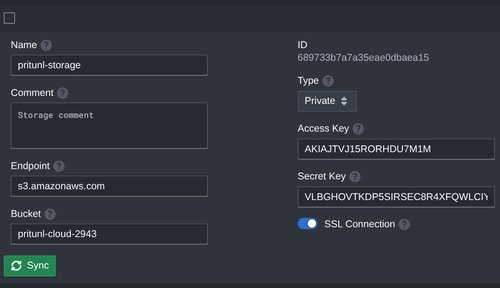 Name
pritunl-storage
Comment
Storage comment
Endpoint
s3.amazonaws.com
Bucket
pritunl-cloud-2943
Sync
ID
689733b7a7a35eae0dbaea15
Type
Private
Access Key
AKIAJTVJ15RORHDU7M1M
Secret Key
VLBGHOVTKDP5SIRSEC8R4XFQWLCIY
SSL Connection